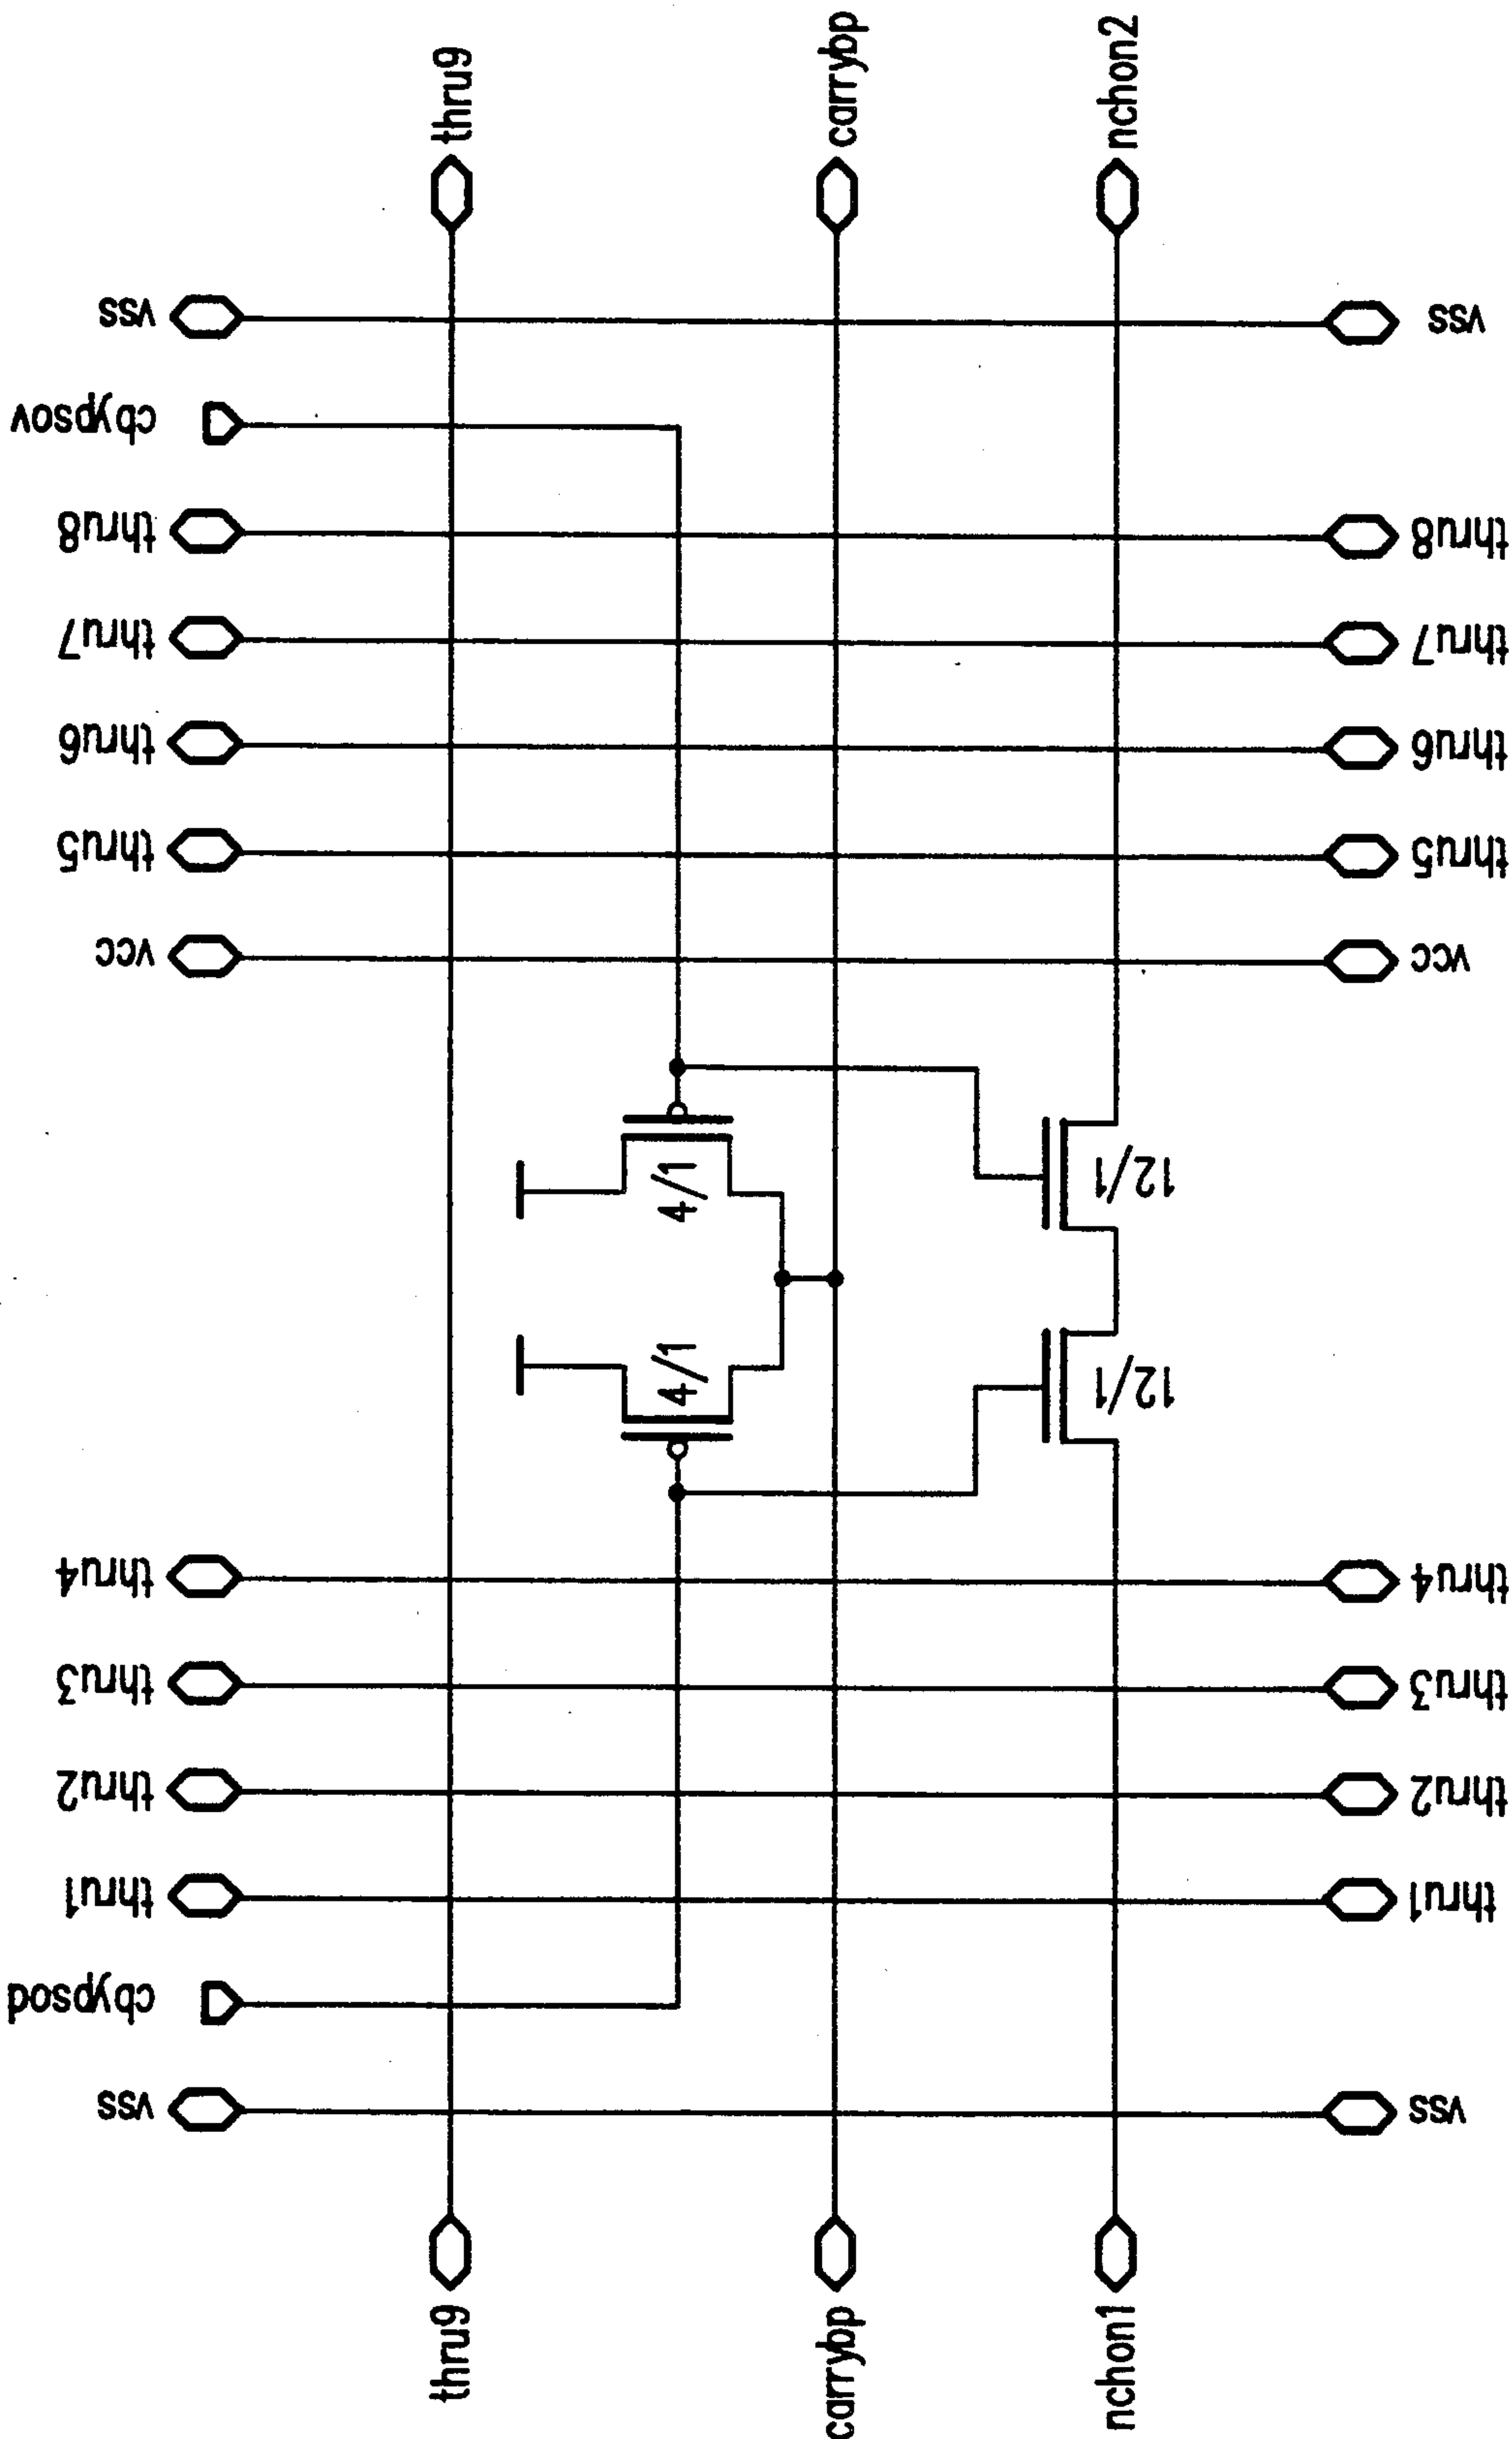 thru9
carrybp
nchon2
vss
vss
cbypsov
thru8
thru8
thru7
thru7
thru6
thru6
thru5
thru5
vcc
vcc
4/1
12/1
4/1
12/1
thru4
thru4
thru3
thru3
thru2
thru2
thru1
thru1
cbypsod
vss
vss
thru9
carrybp
nchon1